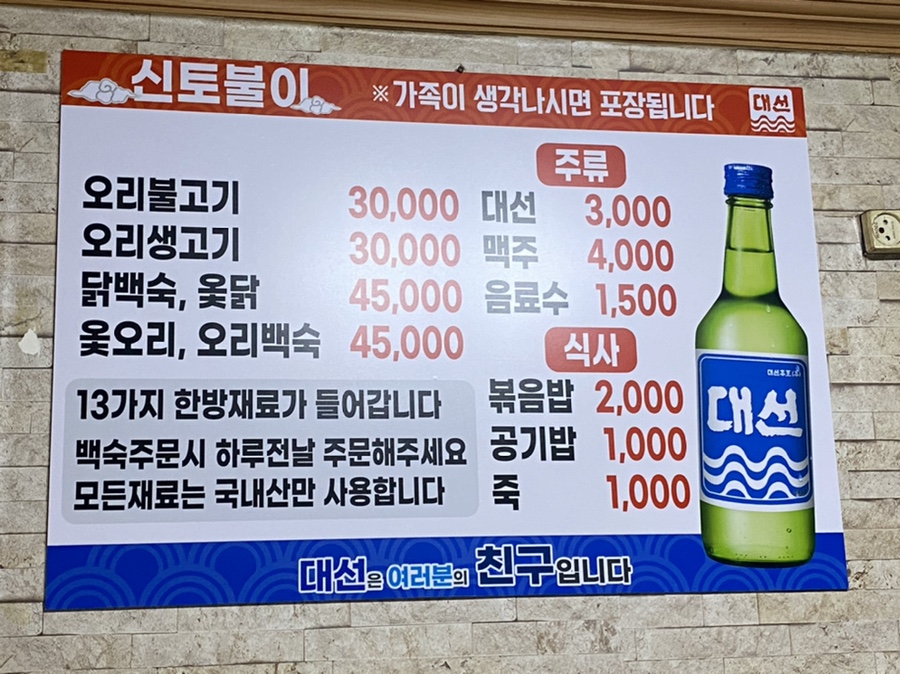 신토불이
※가족이 생각나시면 포장됩니다
대선
오리불고기 30,000
오리생고기 30,000
닭백숙, 옻닭 45,000
옻오리, 오리백숙 45,000
13가지 한방재료가 들어갑니다
백숙주문시 하루전날 주문해주세요
모든재료는 국내산만 사용합니다
주류
대선 3,000
맥주 4,000
음료수 1,500
식사
볶음밥 2,000
공기밥 1,000
죽 1,000
대선
대선은 여러분의 친구입니다